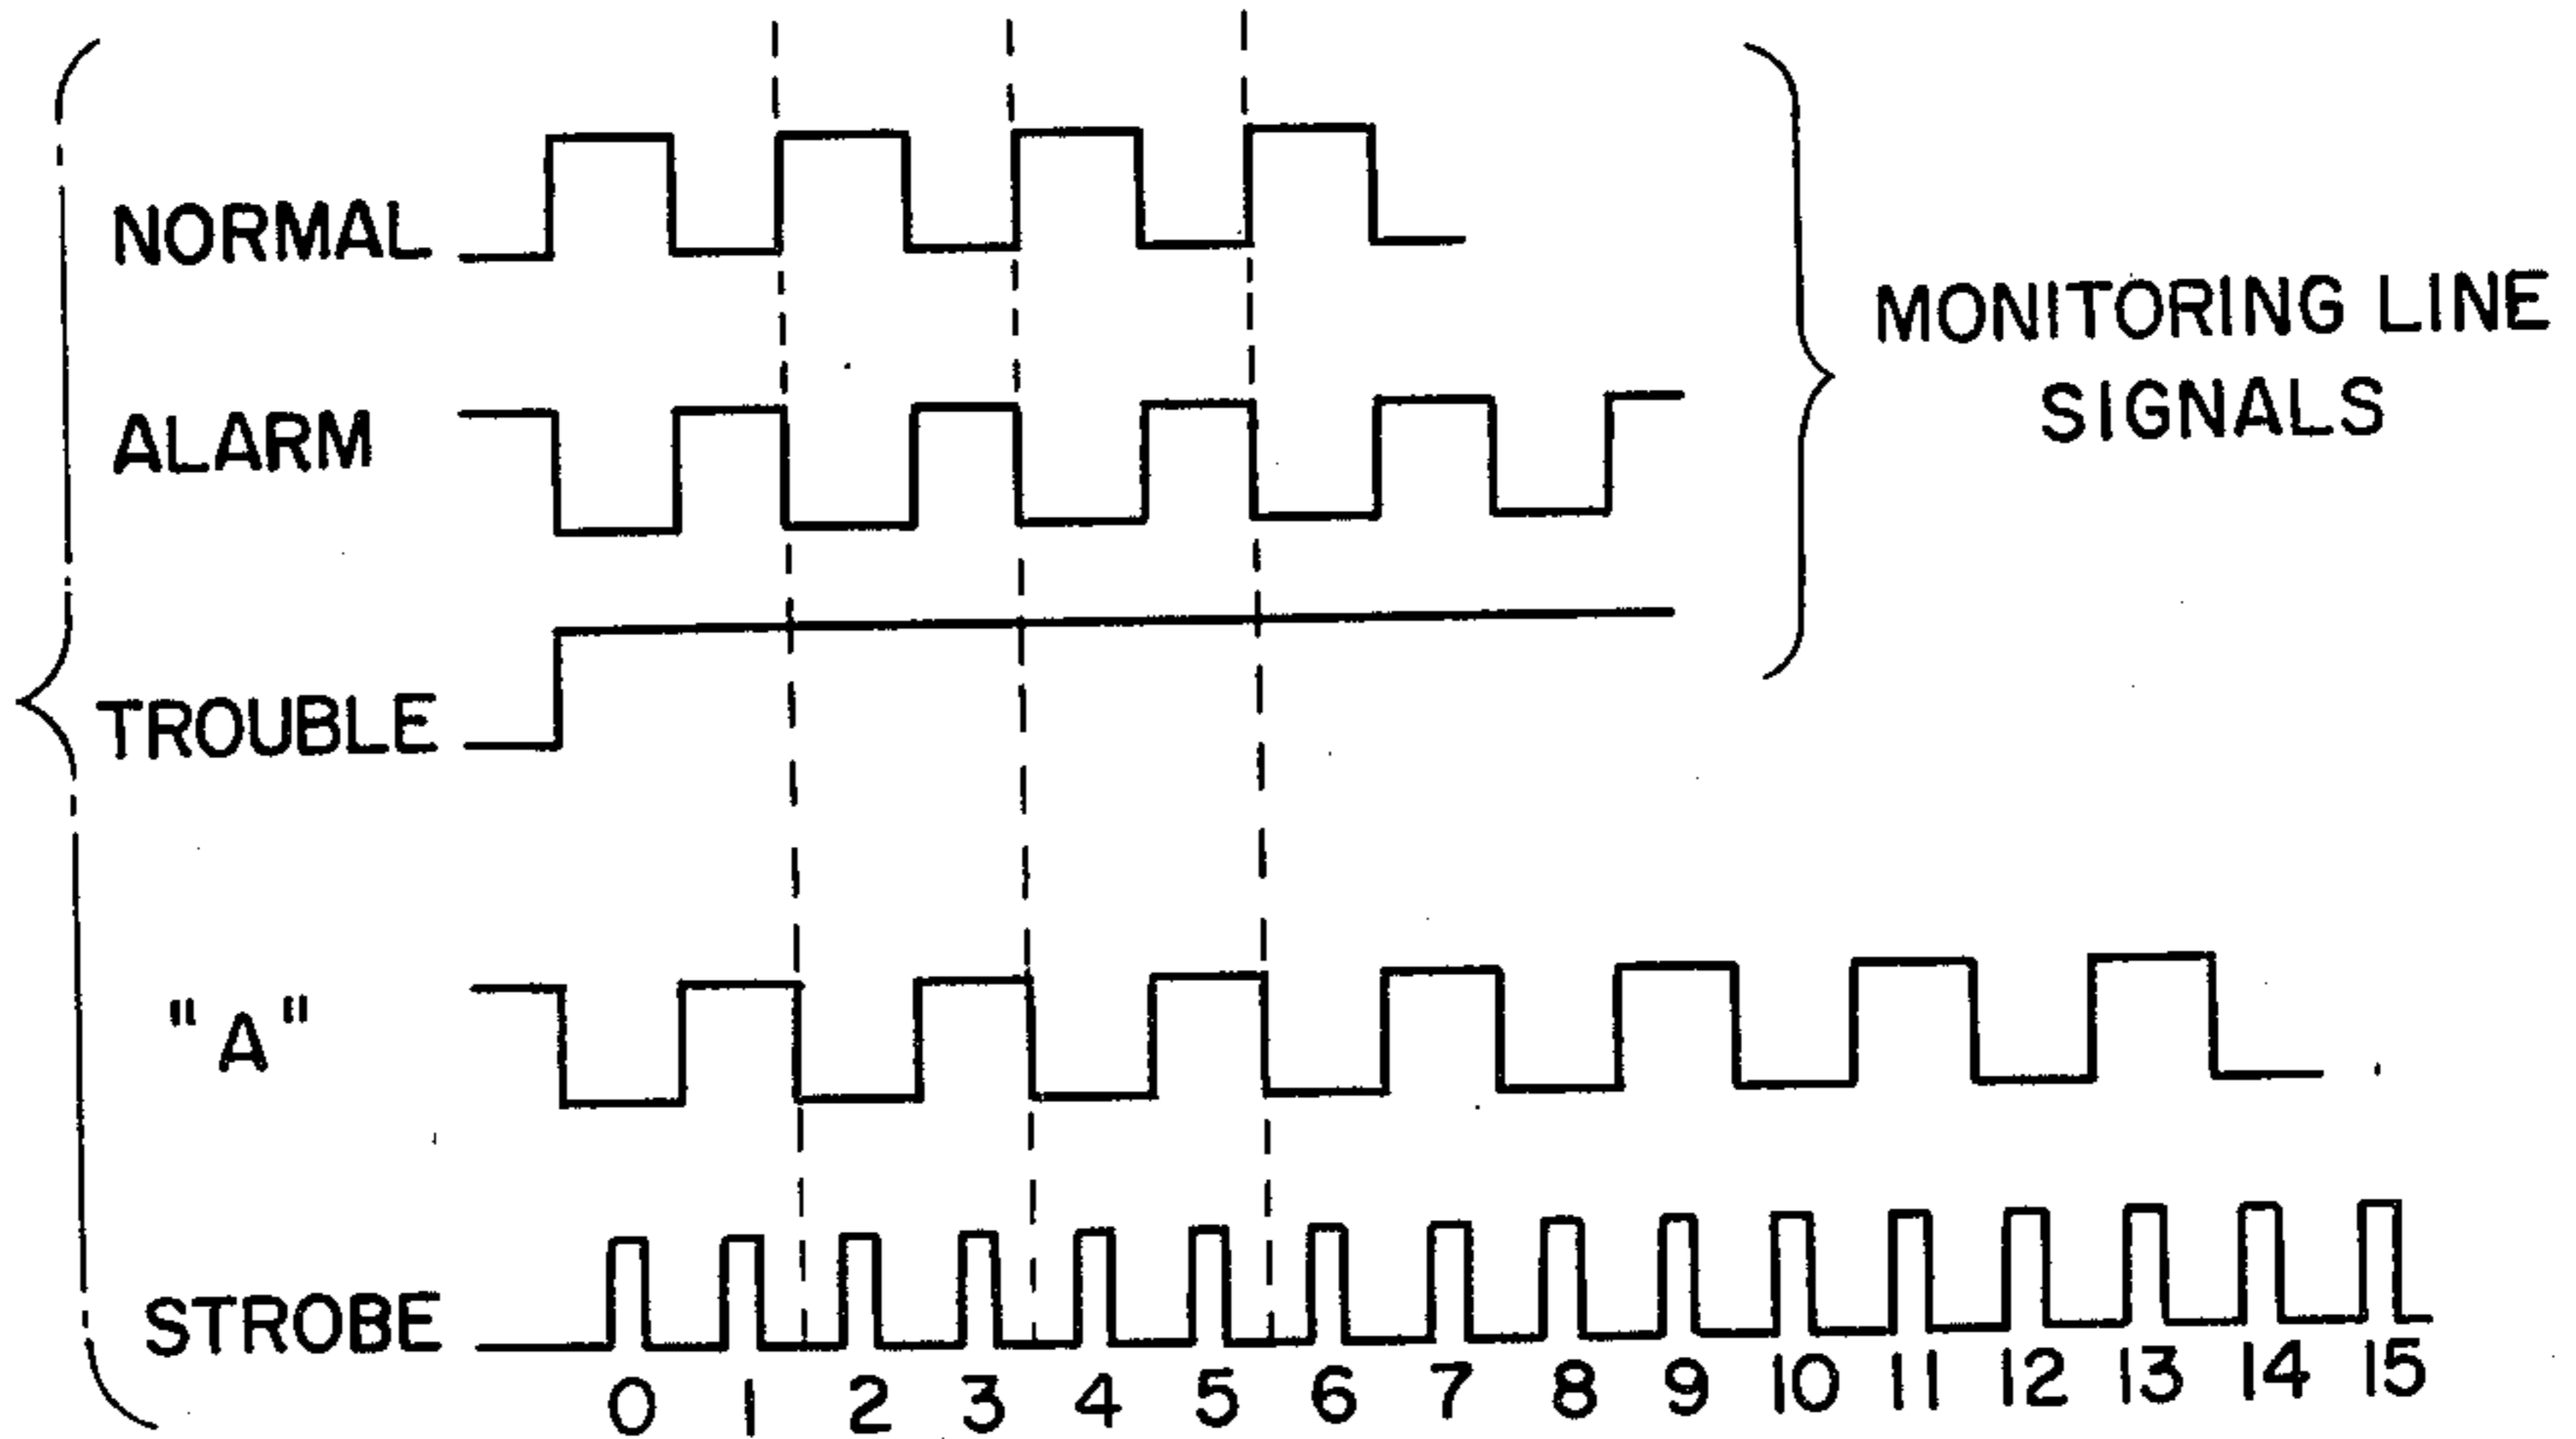 NORMAL
ALARM
TROUBLE
MONITORING LINE
SIGNALS
"A"
STROBE
0 1 2 3 4 5 6 7 8 9 10 11 12 13 14 15